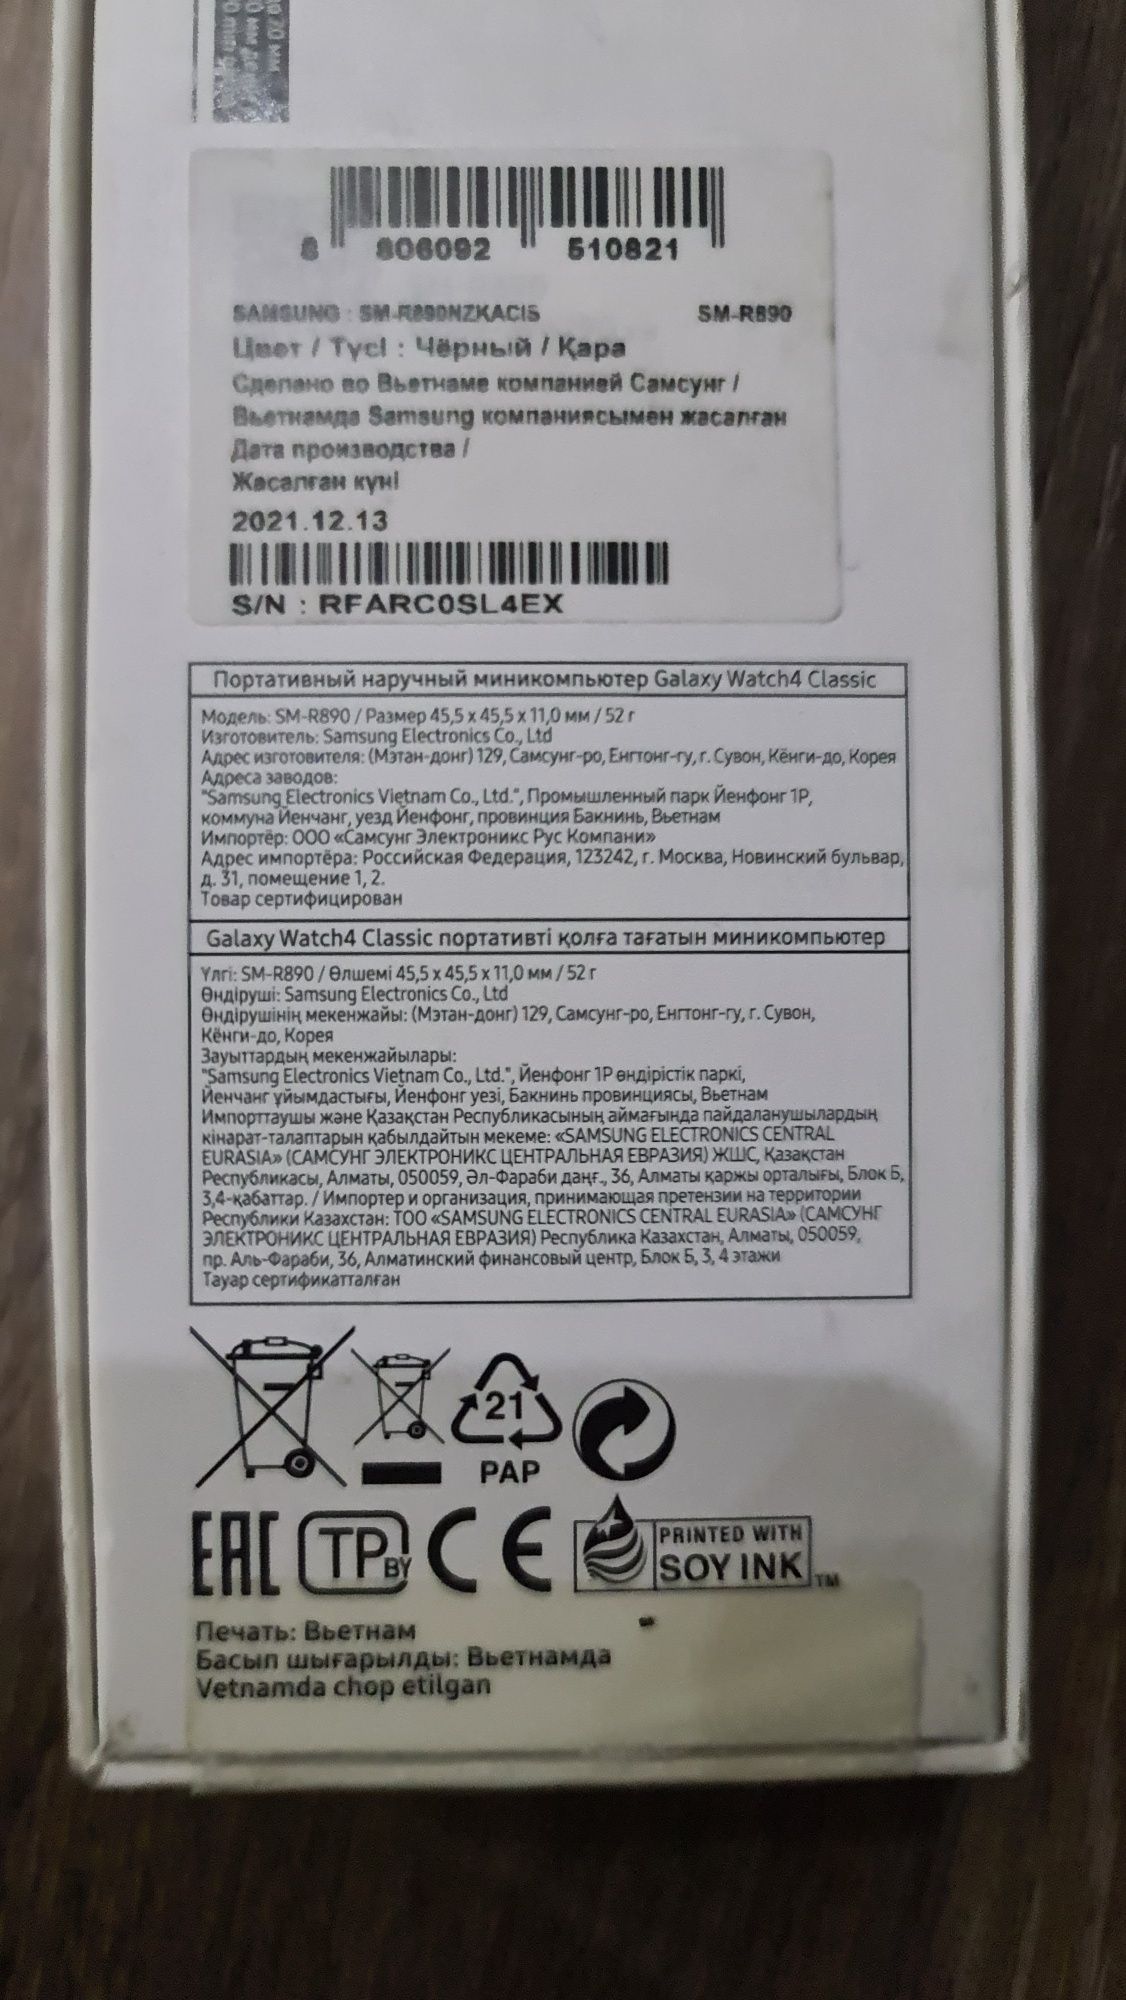 8 806092 510821
SAMSUNG : SM-R890NZKACIS SM-R890
Цвет / Түсі : Чёрный / Қара
Сделано во Вьетнаме компанией Самсунг /
Вьетнамда Samsung компаниясымен жасалған
Дата производства /
Жасалған күні
2021.12.13
S/N : RFARC0SL4EX
Портативный наручный миникомпьютер Galaxy Watch4 Classic
Модель: SM-R890 / Размер 45,5 x 45,5 x 11,0 мм / 52 г
Изготовитель: Samsung Electronics Co., Ltd
Адрес изготовителя: (Мэтан-донг) 129, Самсунг-ро, Енгтонг-гу, г. Сувон, Кёнги-до, Корея
Адреса заводов:
"Samsung Electronics Vietnam Co., Ltd.", Промышленный парк Йенфонг 1Р,
коммуна Йенчанг, уезд Йенфонг, провинция Бакнинь, Вьетнам
Импортёр: ООО «Самсунг Электроникс Рус Компани»
Адрес импортёра: Российская Федерация, 123242, г. Москва, Новинский бульвар,
д. 31, помещение 1, 2.
Товар сертифицирован
Galaxy Watch4 Classic портативті қолға тағатын миникомпьютер
Үлгі: SM-R890 / Өлшемі 45,5 x 45,5 x 11,0 мм / 52 г
Өндіруші: Samsung Electronics Co., Ltd
Өндірушінің мекенжайы: (Мэтан-донг) 129, Самсунг-ро, Енгтонг-гу, г. Сувон,
Кёнги-до, Корея
Зауыттардың мекенжайылары:
"Samsung Electronics Vietnam Co., Ltd.", Йенфонг 1Р өндірістік паркі,
Йенчанг ұйымдастығы, Йенфонг уезі, Бакнинь провинциясы, Вьетнам
Импорттаушы және Қазақстан Республикасының аймағында пайдаланушылардың
кінарат-талаптарын қабылдайтын мекеме: «SAMSUNG ELECTRONICS CENTRAL
EURASIA» (САМСУНГ ЭЛЕКТРОНИКС ЦЕНТРАЛЬНАЯ ЕВРАЗИЯ) ЖШС, Қазақстан
Республикасы, Алматы, 050059, Әл-Фараби даңғ., 36, Алматы қаржы орталығы, Блок Б,
3,4-қабаттар. / Импортер и организация, принимающая претензии на территории
Республики Казахстан: ТОО «SAMSUNG ELECTRONICS CENTRAL EURASIA» (САМСУНГ
ЭЛЕКТРОНИКС ЦЕНТРАЛЬНАЯ ЕВРАЗИЯ) Республика Казахстан, Алматы, 050059,
пр. Аль-Фараби, 36, Алматинский финансовый центр, Блок Б, 3, 4 этажи
Тауар сертификатталған
21
PAP
EAC TP BY CE PRINTED WITH
SOY INK TM
Печать: Вьетнам
Басып шығарылды: Вьетнамда
Vetnamda chop etilgan